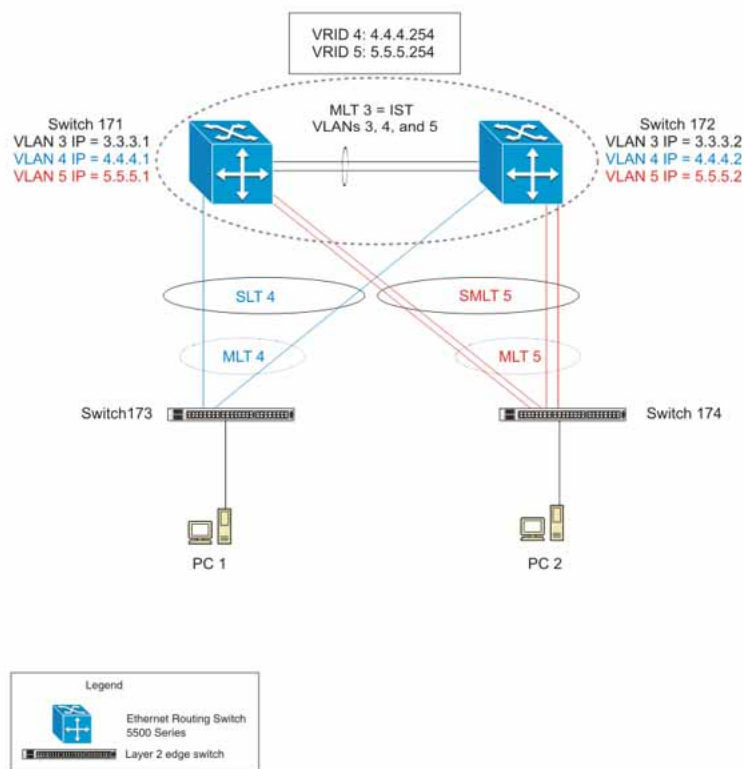 VRID 4: 4.4.4.254
VRID 5: 5.5.5.254
Switch 171
VLAN 3 IP = 3.3.3.1
VLAN 4 IP = 4.4.4.1
VLAN 5 IP = 5.5.5.1
MLT 3 = IST
VLANs 3, 4, and 5
Switch 172
VLAN 3 IP = 3.3.3.2
VLAN 4 IP = 4.4.4.2
VLAN 5 IP = 5.5.5.2
SLT 4
SMLT 5
MLT 4
MLT 5
Switch173
Switch 174
PC 1
PC 2
Legend
Ethernet Routing Switch
5500 Series
Layer 2 edge switch